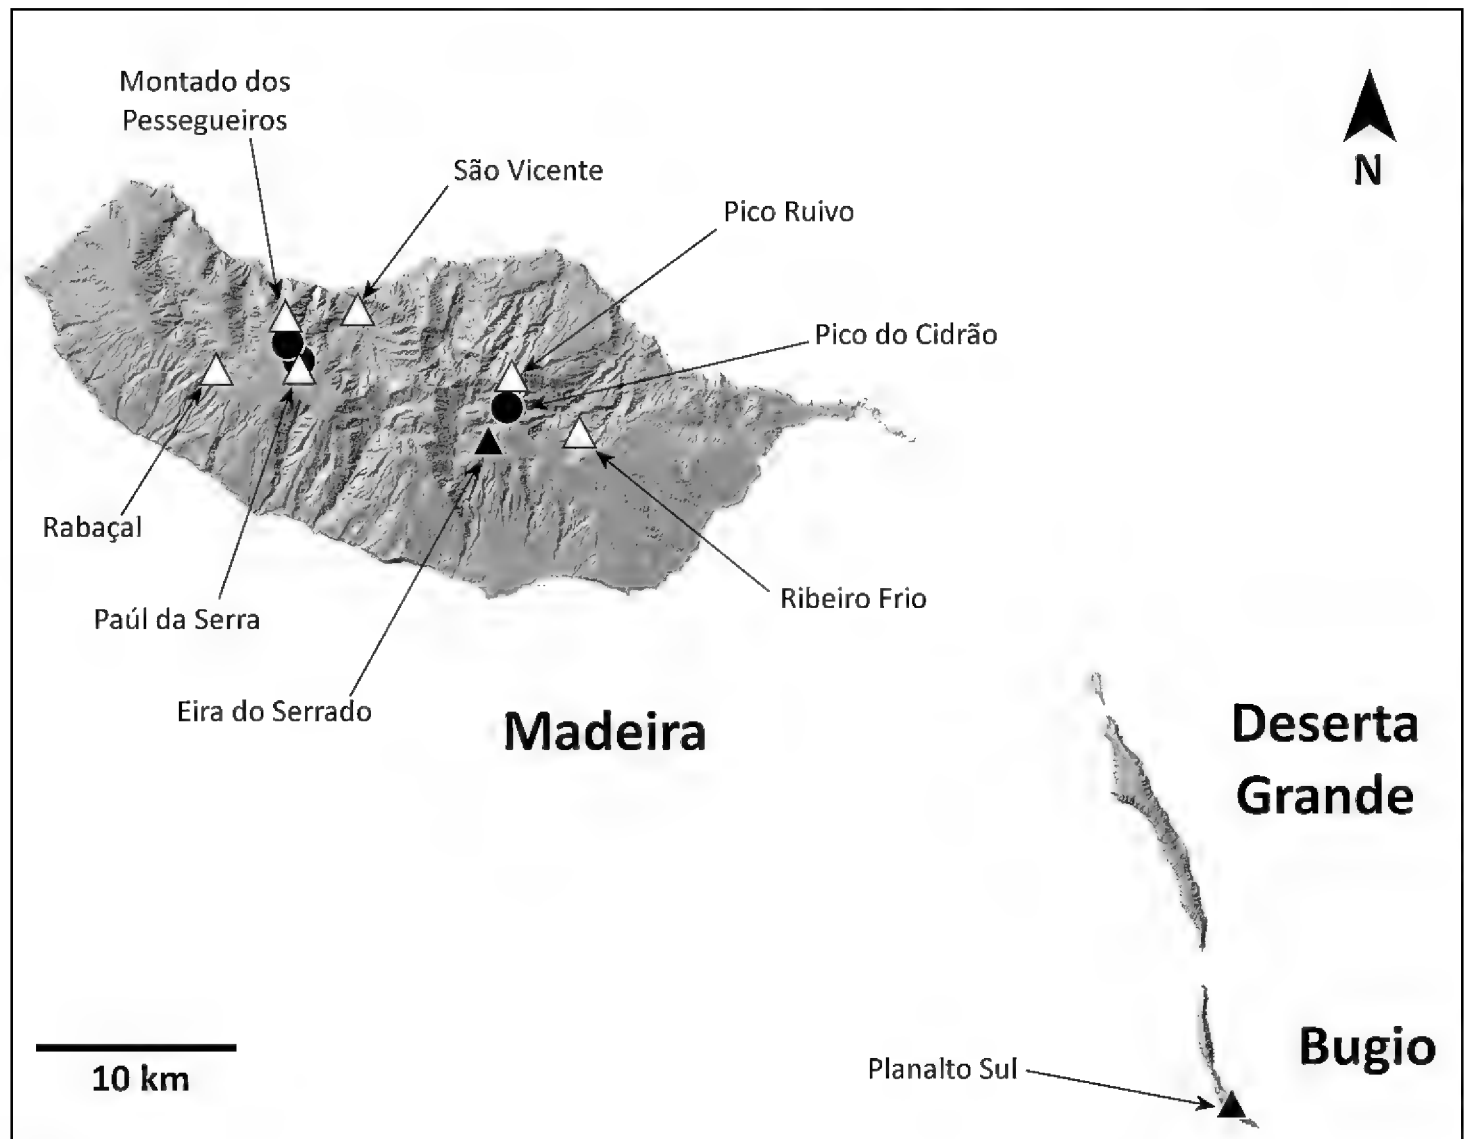 Montado dos
Pessegueiros
São Vicente
N
Pico Ruivo
Pico do Cidrão
Rabaçal
Paúl da Serra
Ribeiro Frio
Eira do Serrado
Madeira
Deserta
Grande
Bugio
Planalto Sul
10 km